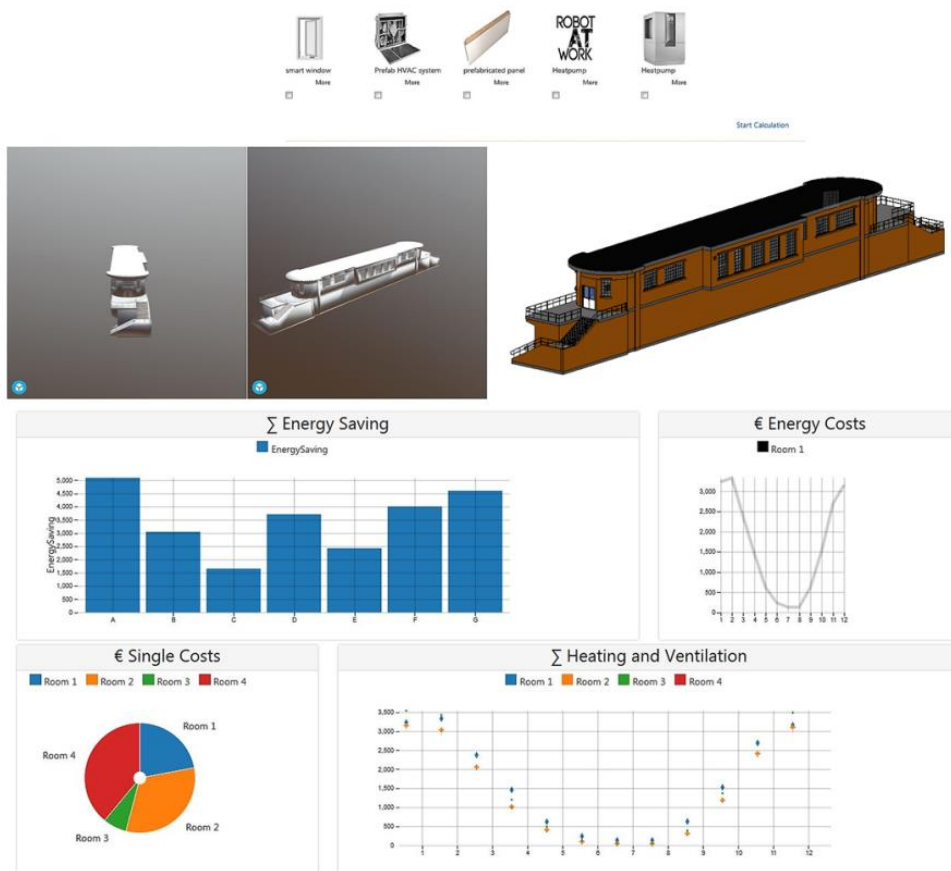 ROBOT
AT
WORK
smart window
Prefab HVAC system
prefabricated panel
Heatpump
Heatpump
More
More
More
More
More
Start Calculation
∑ Energy Saving
EnergySaving
5,000
4,500
4,000
3,500
3,000
2,500
2,000
1,500
1,000
500
0
EnergySaving
A B C D E F G
€ Energy Costs
Room 1
3,000
2,500
2,000
1,500
1,000
500
0
1 2 3 4 5 6 7 8 9 10 11 12
€ Single Costs
Room 1 Room 2 Room 3 Room 4
Room 1
Room 4
Room 2
Room 3
∑ Heating and Ventilation
Room 1 Room 2 Room 3 Room 4
3,500
3,000
2,500
2,000
1,500
1,000
500
0
1 2 3 4 5 6 7 8 9 10 11 12